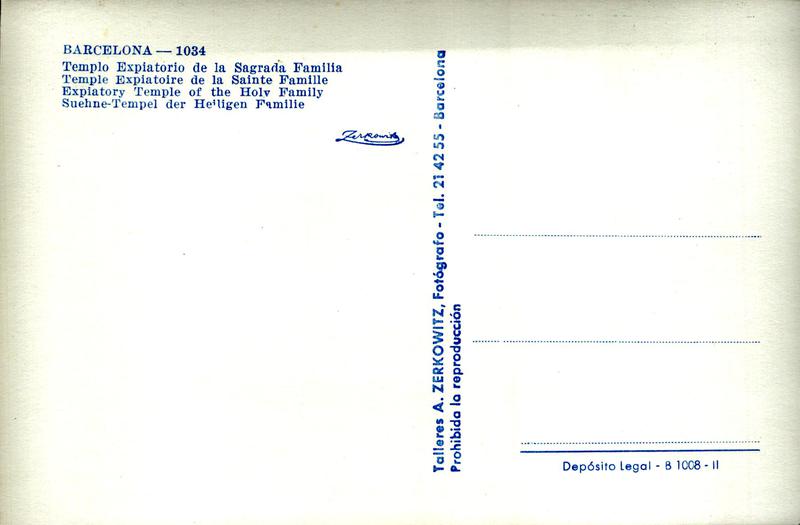 BARCELONA — 1034
Templo Expiatorio de la Sagrada Familia
Temple Expiatoire de la Sainte Famille
Expiatory Temple of the Holy Family
Suehne-Tempel der Heiligen Familie
Zerkowitz
Talleres A. ZERKOWITZ, Fotógrafo - Tel. 21 42 55 - Barcelona
Prohibida la reproducción
Depósito Legal - B 1008 - II